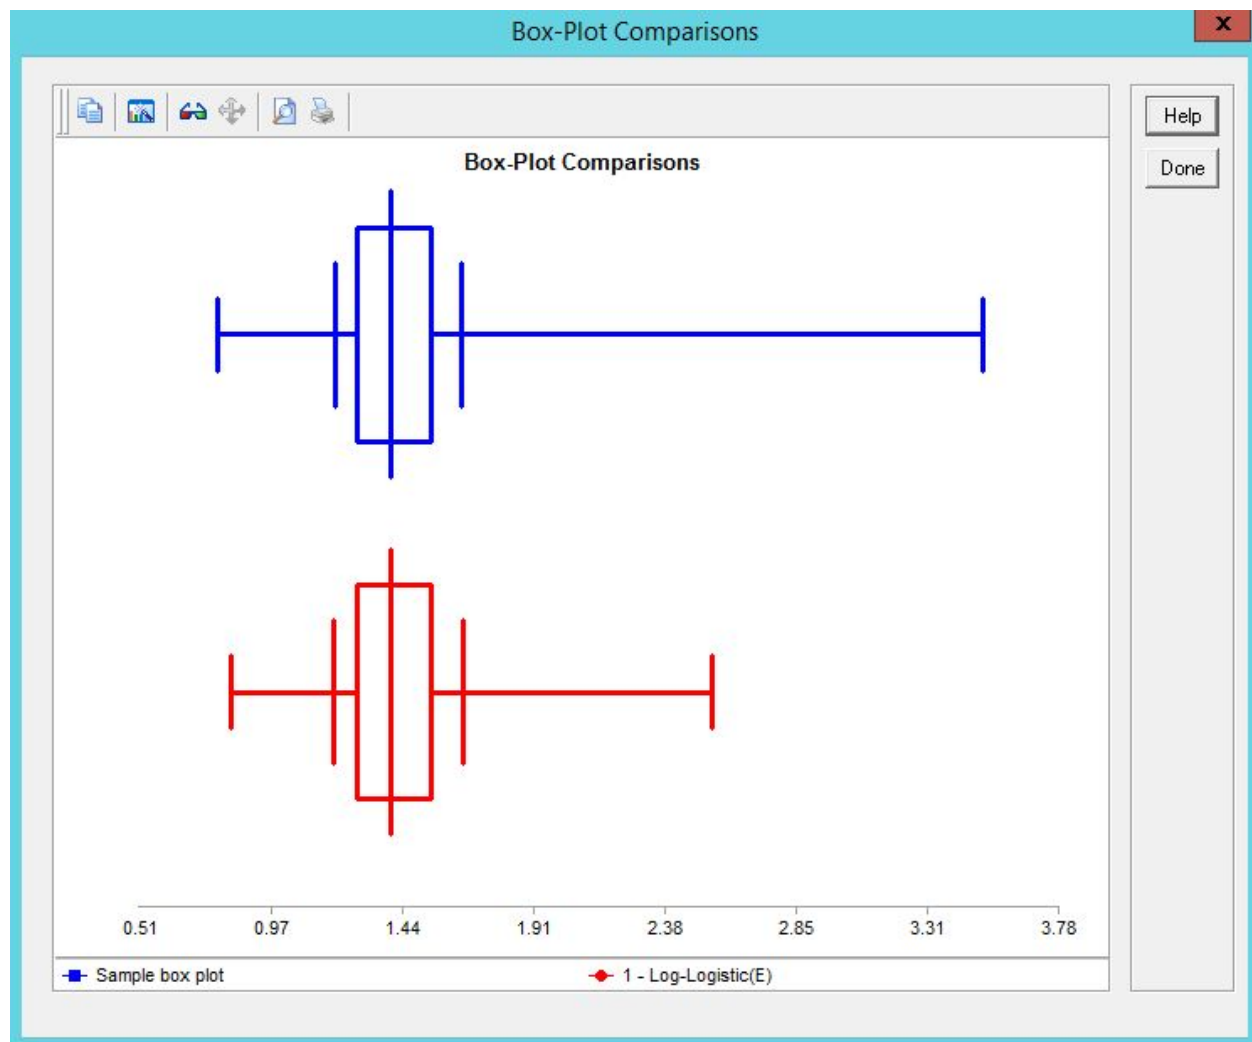 Box-Plot Comparisons
x
Help
Done
Box-Plot Comparisons
0.51 0.97 1.44 1.91 2.38 2.85 3.31 3.78
Sample box plot 1 - Log-Logistic(E)